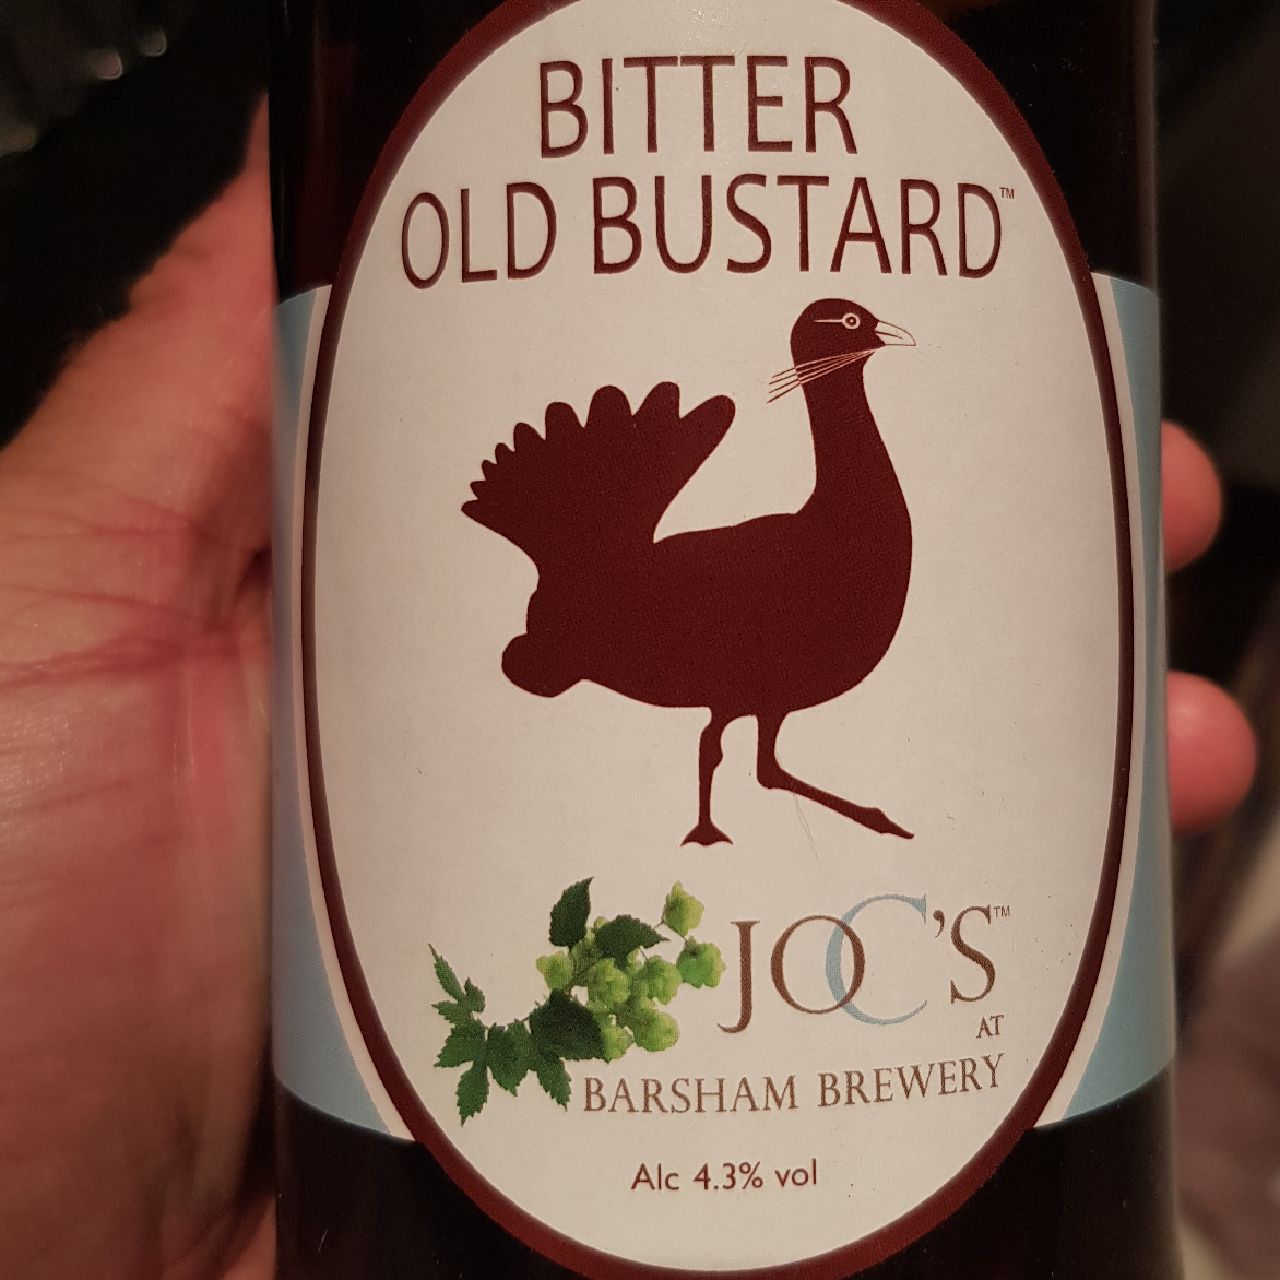 BITTER
OLD BUSTARD™
JOC'S™
AT
BARSHAM BREWERY
Alc 4.3% vol